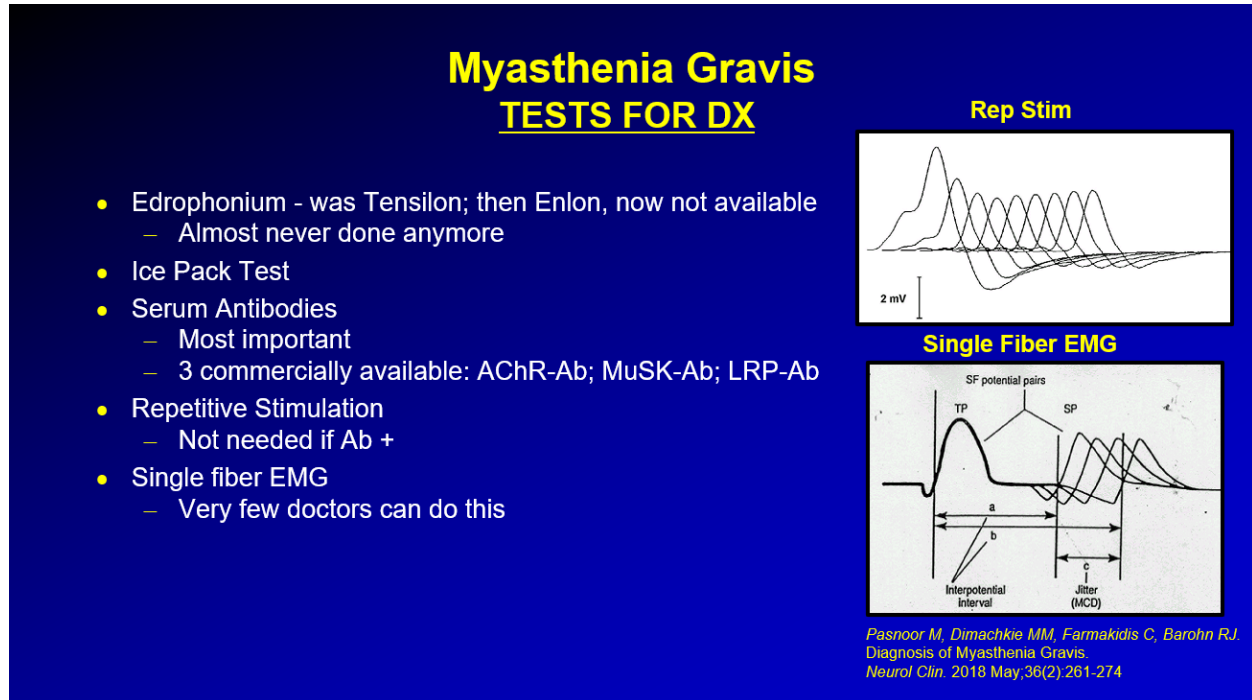 Myasthenia Gravis
TESTS FOR DX
• Edrophonium - was Tensilon; then Enlon, now not available
– Almost never done anymore
• Ice Pack Test
• Serum Antibodies
– Most important
– 3 commercially available: AChR-Ab; MuSK-Ab; LRP-Ab
• Repetitive Stimulation
– Not needed if Ab +
• Single fiber EMG
– Very few doctors can do this
Rep Stim
2 mV
Single Fiber EMG
SF potential pairs
TP
SP
a
b
c
Interpotential
interval
Jitter
(MCD)
Pasnoor M, Dimachkie MM, Farmakidis C, Barohn RJ.
Diagnosis of Myasthenia Gravis.
Neurol Clin. 2018 May;36(2):261-274